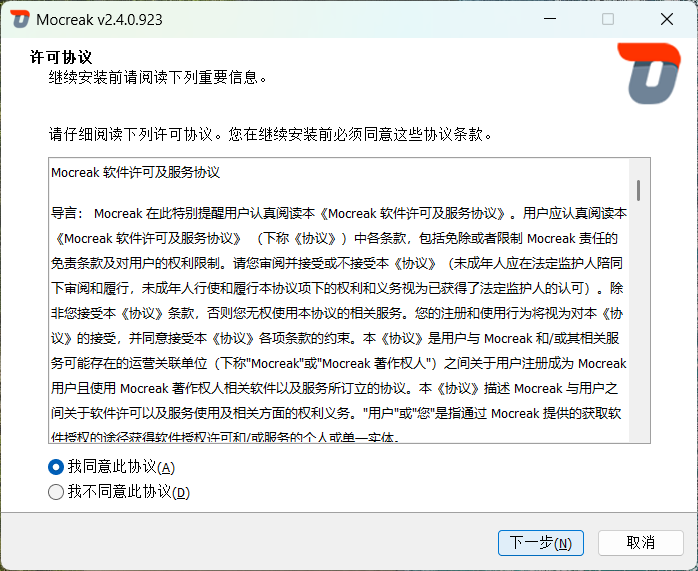 Mocreak v2.4.0.923
许可协议
继续安装前请阅读下列重要信息。
请仔细阅读下列许可协议。您在继续安装前必须同意这些协议条款。
Mocreak 软件许可及服务协议
导言： Mocreak 在此特别提醒用户认真阅读本《Mocreak 软件许可及服务协议》。用户应认真阅读本
《Mocreak 软件许可及服务协议》 （下称《协议》）中各条款，包括免除或者限制 Mocreak 责任的
免责条款及对用户的权利限制。请您审阅并接受或不接受本《协议》（未成年人应在法定监护人陪同
下审阅和履行，未成年人行使和履行本协议项下的权利和义务视为已获得了法定监护人的认可）。除
非您接受本《协议》条款，否则您无权使用本协议的相关服务。您的注册和使用行为将视为对本《协
议》的接受，并同意接受本《协议》各项条款的约束。本《协议》是用户与 Mocreak 和/或其相关服
务可能存在的运营关联单位（下称"Mocreak"或"Mocreak 著作权人"）之间关于用户注册成为 Mocreak
用户且使用 Mocreak 著作权人相关软件以及服务所订立的协议。本《协议》描述 Mocreak 与用户之
间关于软件许可以及服务使用及相关方面的权利义务。"用户"或"您"是指通过 Mocreak 提供的获取软
件授权的途径获得软件授权许可和/或服务的个人或单一实体。
我同意此协议(A)
我不同意此协议(D)
下一步(N)
取消